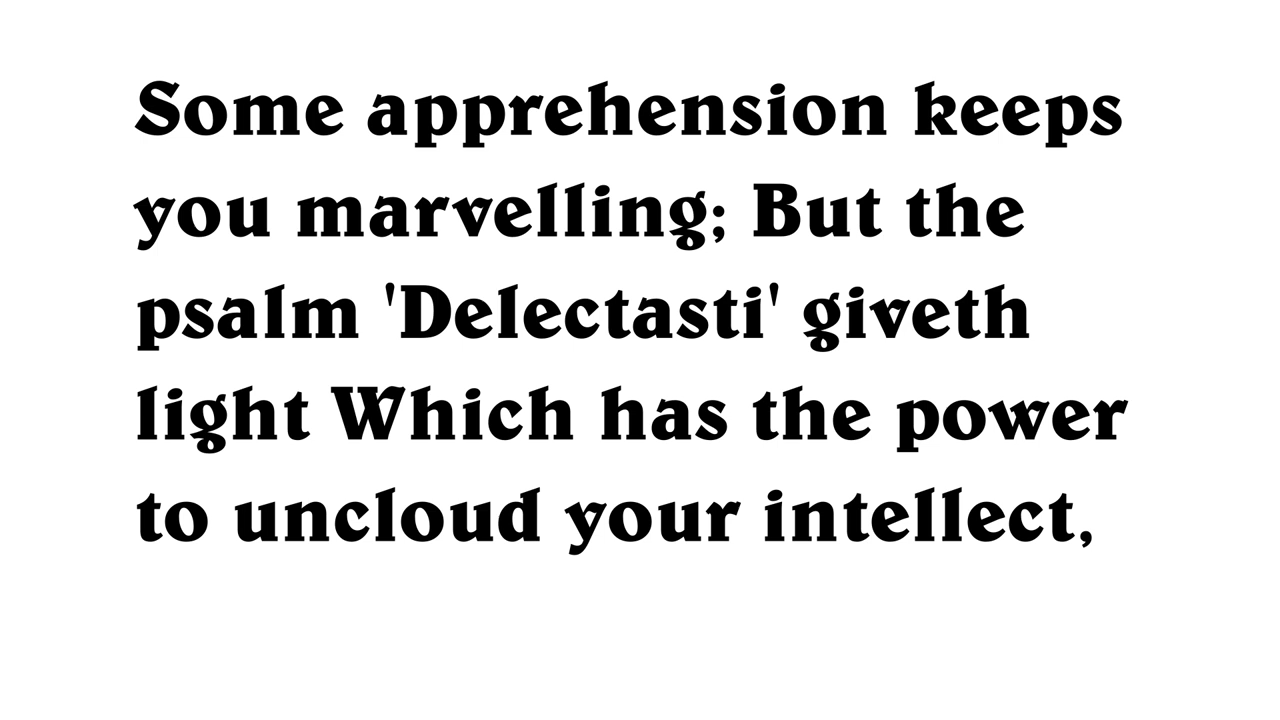 Some apprehension keeps
you marvelling; But the
psalm 'Delectasti' giveth
light Which has the power
to uncloud your intellect,